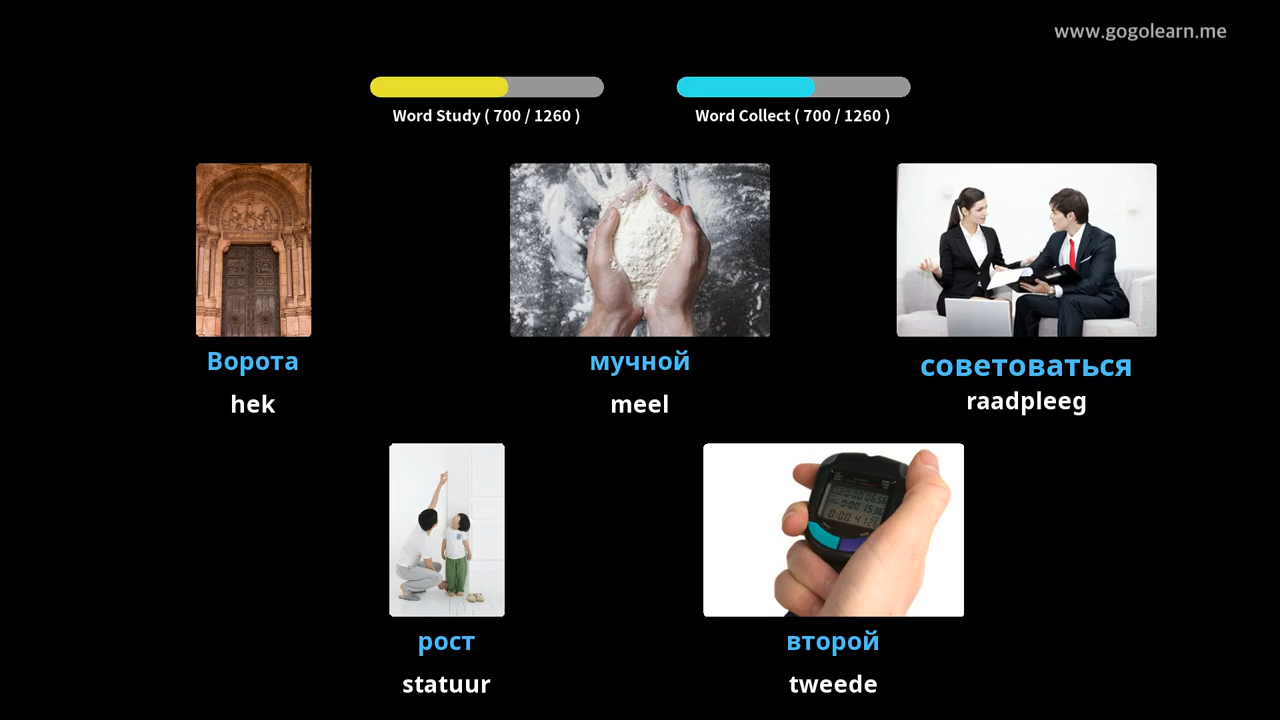 www.gogolearn.me
Word Study ( 700 / 1260 )
Word Collect ( 700 / 1260 )
Ворота
hek
мучной
meel
советоваться
raadpleeg
рост
statuur
второй
tweede